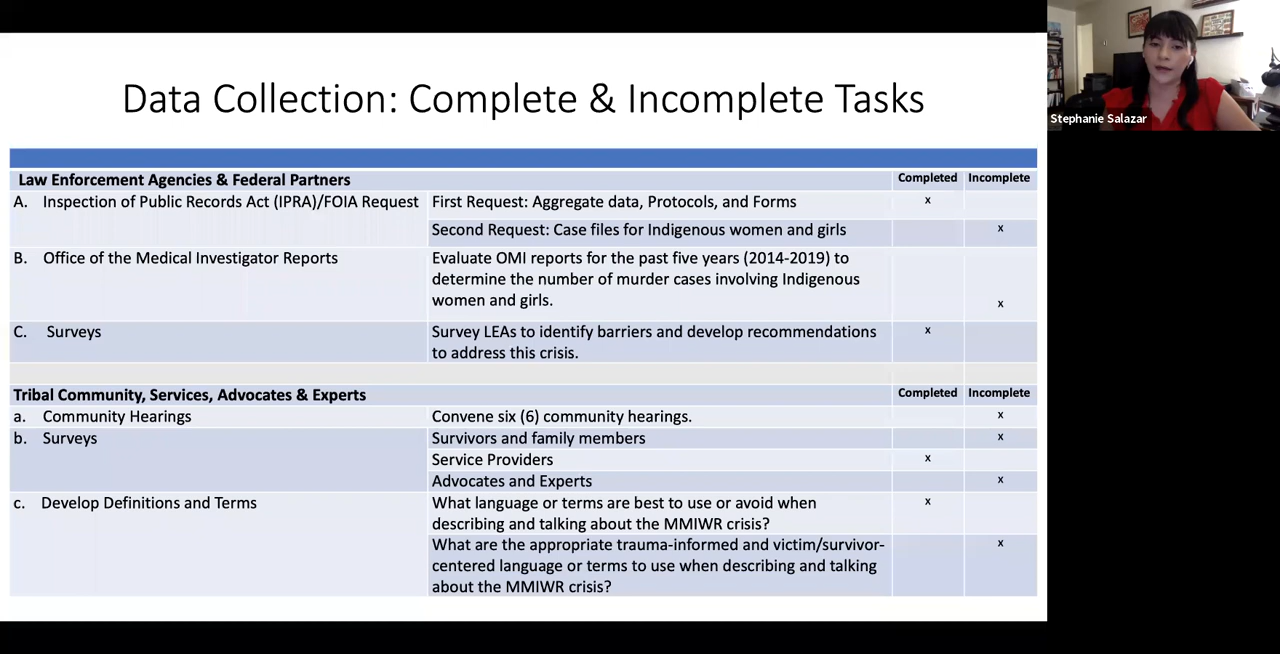 Data Collection: Complete & Incomplete Tasks
Stephanie Salazar
Law Enforcement Agencies & Federal Partners Completed Incomplete
A. Inspection of Public Records Act (IPRA)/FOIA Request First Request: Aggregate data, Protocols, and Forms x
Second Request: Case files for Indigenous women and girls x
B. Office of the Medical Investigator Reports Evaluate OMI reports for the past five years (2014-2019) to
determine the number of murder cases involving Indigenous
women and girls. x
C. Surveys Survey LEAs to identify barriers and develop recommendations x
to address this crisis.
Tribal Community, Services, Advocates & Experts Completed Incomplete
a. Community Hearings Convene six (6) community hearings. x
b. Surveys Survivors and family members x
Service Providers x
Advocates and Experts x
c. Develop Definitions and Terms What language or terms are best to use or avoid when x
describing and talking about the MMIWR crisis?
What are the appropriate trauma-informed and victim/survivor- x
centered language or terms to use when describing and talking
about the MMIWR crisis?